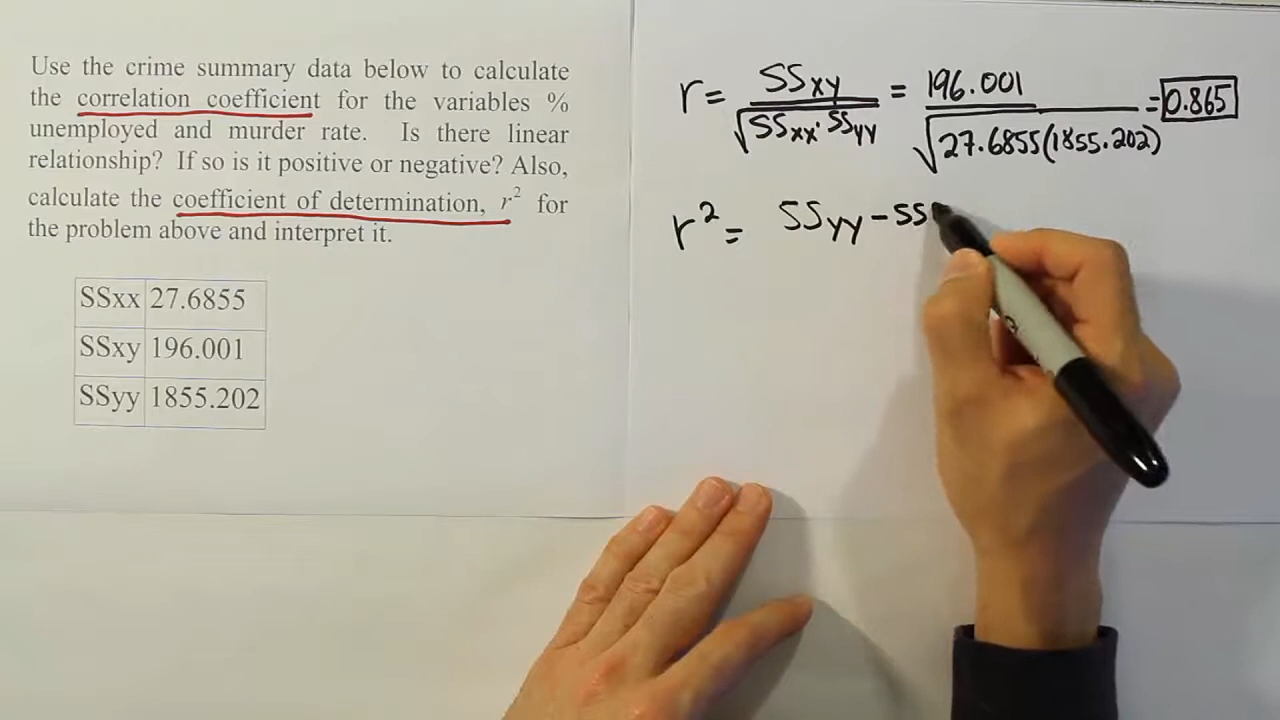 Use the crime summary data below to calculate
the correlation coefficient for the variables %
unemployed and murder rate. Is there linear
relationship? If so is it positive or negative? Also,
calculate the coefficient of determination, r² for
the problem above and interpret it.
SSxx 27.6855
SSxy 196.001
SSyy 1855.202
r = SSxy / √SSxx·SSyy = 196.001 / √27.6855(1855.202) = 0.865
r² = SSyy - SS